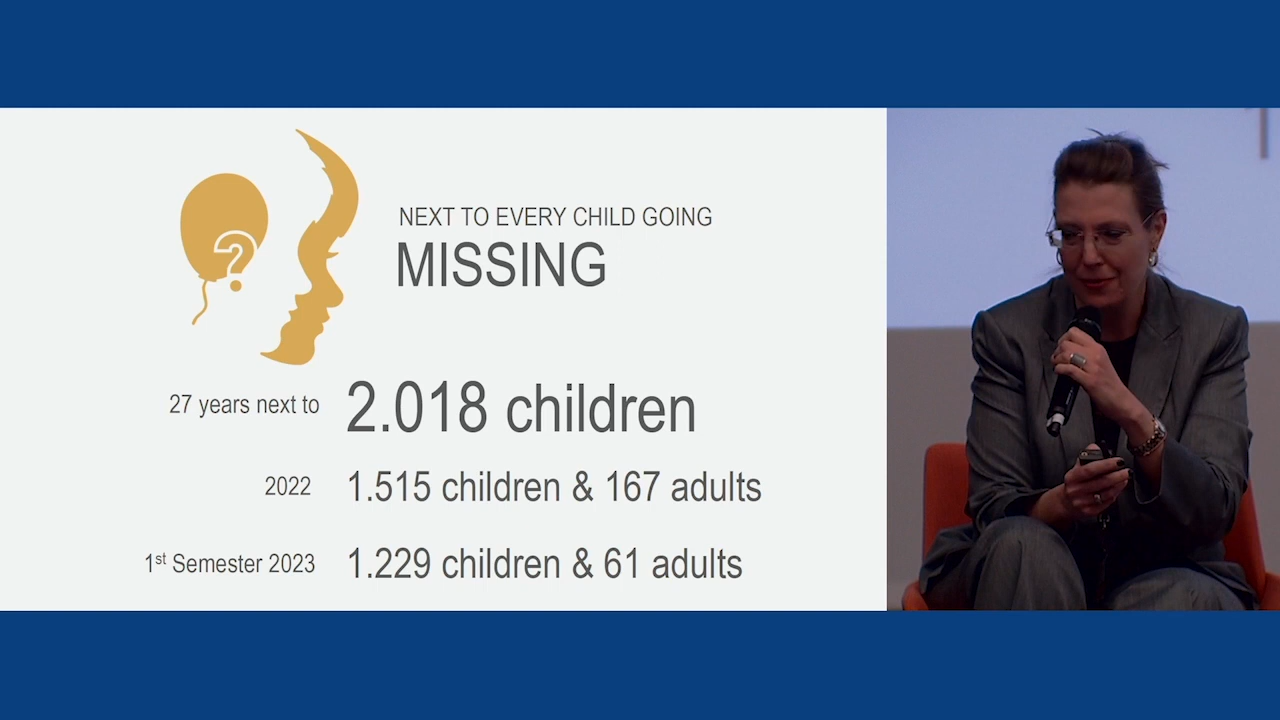 ?
NEXT TO EVERY CHILD GOING
MISSING
27 years next to 2.018 children
2022 1.515 children & 167 adults
1st Semester 2023 1.229 children & 61 adults